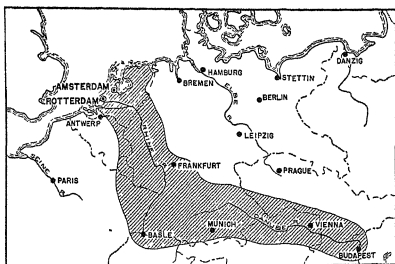 DANZIG
HAMBURG
STETTIN
BREMEN
AMSTERDAM
ELBE
BERLIN
ROTTERDAM
ANTWERP
LEIPZIG
RHINE
SEINE R.
FRANKFURT
PRAGUE
PARIS
DANUBE
MUNICH
VIENNA
BASLE
BUDAPEST